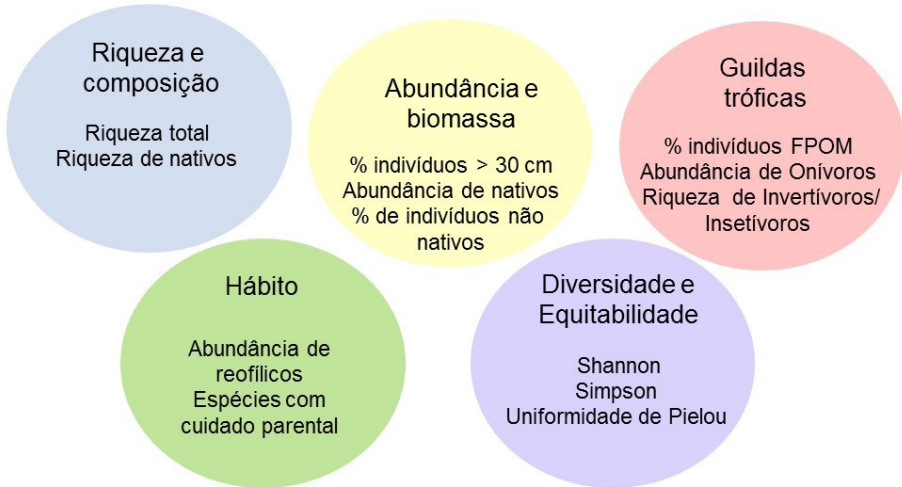 Riqueza e
composição
Riqueza total
Riqueza de nativos
Abundância e
biomassa
% indivíduos > 30 cm
Abundância de nativos
% de indivíduos não
nativos
Guildas
tróficas
% indivíduos FPOM
Abundância de Onívoros
Riqueza de Invertívoros/
Insetívoros
Hábito
Abundância de
reofílicos
Espécies com
cuidado parental
Diversidade e
Equitabilidade
Shannon
Simpson
Uniformidade de Pielou